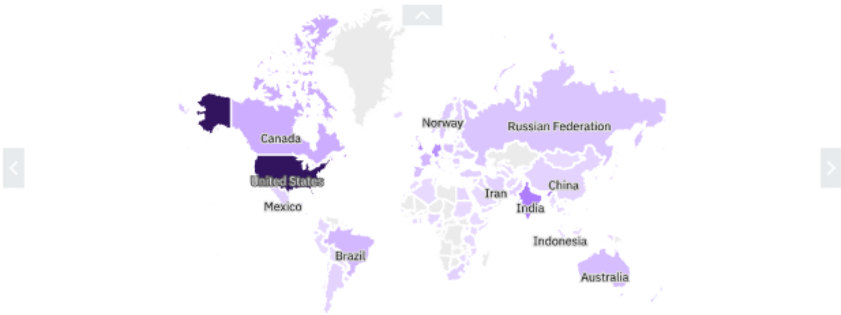 Norway
Russian Federation
Canada
United States
Iran
China
Mexico
India
Indonesia
Brazil
Australia